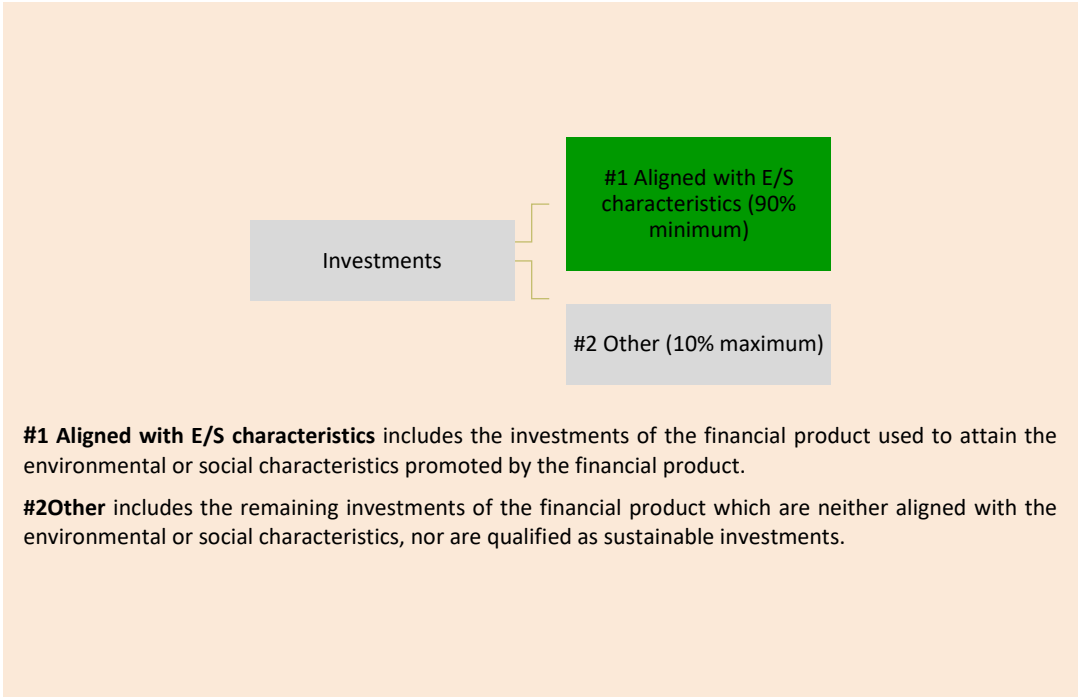 #1 Aligned with E/S
characteristics (90%
minimum)
Investments
#2 Other (10% maximum)
#1 Aligned with E/S characteristics includes the investments of the financial product used to attain the
environmental or social characteristics promoted by the financial product.
#2Other includes the remaining investments of the financial product which are neither aligned with the
environmental or social characteristics, nor are qualified as sustainable investments.